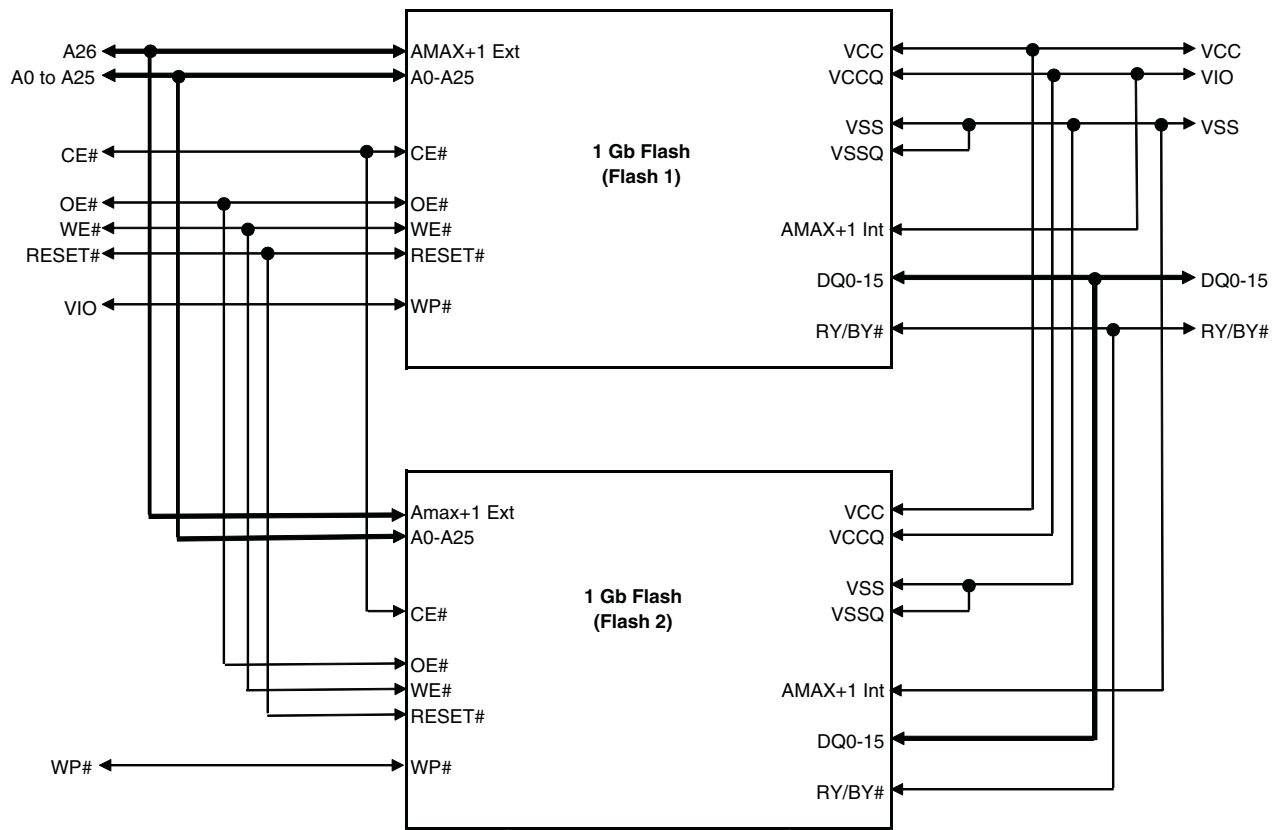 A26
AMAX+1 Ext
VCC
VCC
A0 to A25
A0-A25
VCCQ
VIO
VSS
VSS
CE#
CE#
1 Gb Flash
(Flash 1)
VSSQ
OE#
OE#
WE#
WE#
AMAX+1 Int
RESET#
RESET#
DQ0-15
DQ0-15
VIO
WP#
RY/BY#
RY/BY#
Amax+1 Ext
VCC
A0-A25
VCCQ
1 Gb Flash
(Flash 2)
VSS
CE#
VSSQ
OE#
WE#
AMAX+1 Int
RESET#
DQ0-15
WP#
WP#
RY/BY#